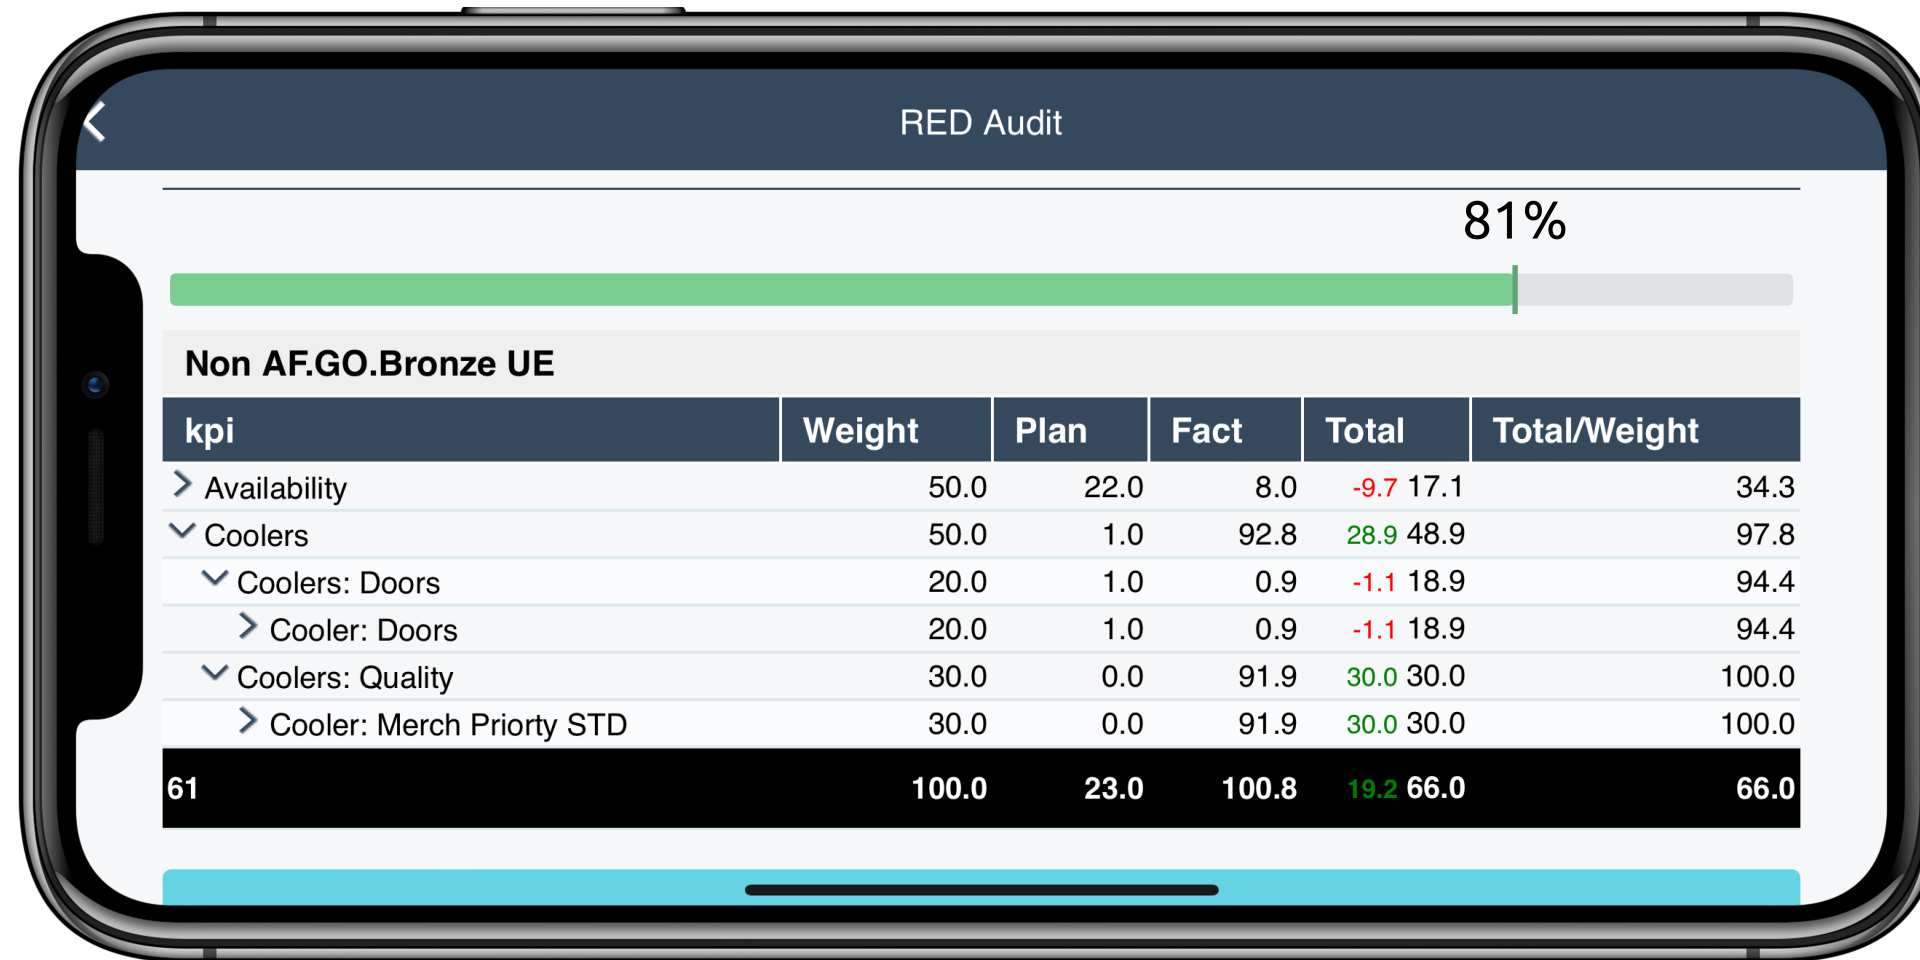 RED Audit
81%
Non AF.GO.Bronze UE
kpi Weight Plan Fact Total Total/Weight
Availability 50.0 22.0 8.0 -9.7 17.1 34.3
Coolers 50.0 1.0 92.8 28.9 48.9 97.8
Coolers: Doors 20.0 1.0 0.9 -1.1 18.9 94.4
Cooler: Doors 20.0 1.0 0.9 -1.1 18.9 94.4
Coolers: Quality 30.0 0.0 91.9 30.0 30.0 100.0
Cooler: Merch Priorty STD 30.0 0.0 91.9 30.0 30.0 100.0
61 100.0 23.0 100.8 19.2 66.0 66.0